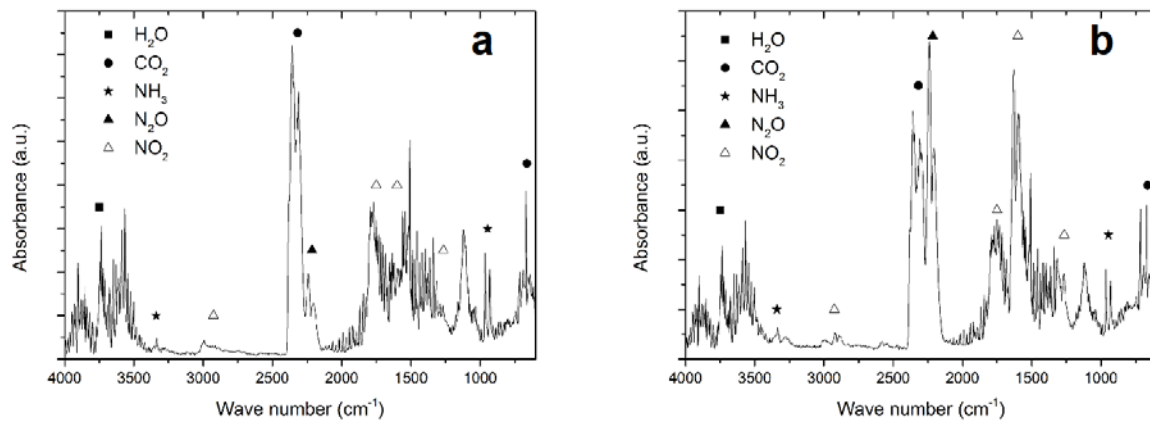 a
■ H₂O
● CO₂
★ NH₃
▲ N₂O
△ NO₂
Absorbance (a.u.)
4000 3500 3000 2500 2000 1500 1000
Wave number (cm⁻¹)
b
■ H₂O
● CO₂
★ NH₃
▲ N₂O
△ NO₂
Absorbance (a.u.)
4000 3500 3000 2500 2000 1500 1000
Wave number (cm⁻¹)